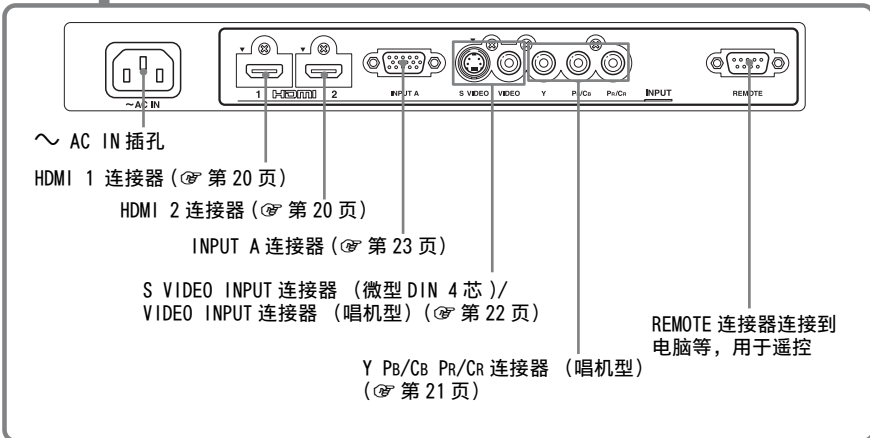 ～AC IN
1 HDMI 2
INPUT A
S VIDEO VIDEO
Y PB/CB PR/CR
INPUT
REMOTE
～ AC IN 插孔
HDMI 1 连接器（☞ 第 20 页）
HDMI 2 连接器（☞ 第 20 页）
INPUT A 连接器（☞ 第 23 页）
S VIDEO INPUT 连接器 （微型 DIN 4 芯 ）/
VIDEO INPUT 连接器 （唱机型）（☞ 第 22 页）
Y PB/CB PR/CR 连接器 （唱机型）
（☞ 第 21 页）
REMOTE 连接器连接到
电脑等，用于遥控